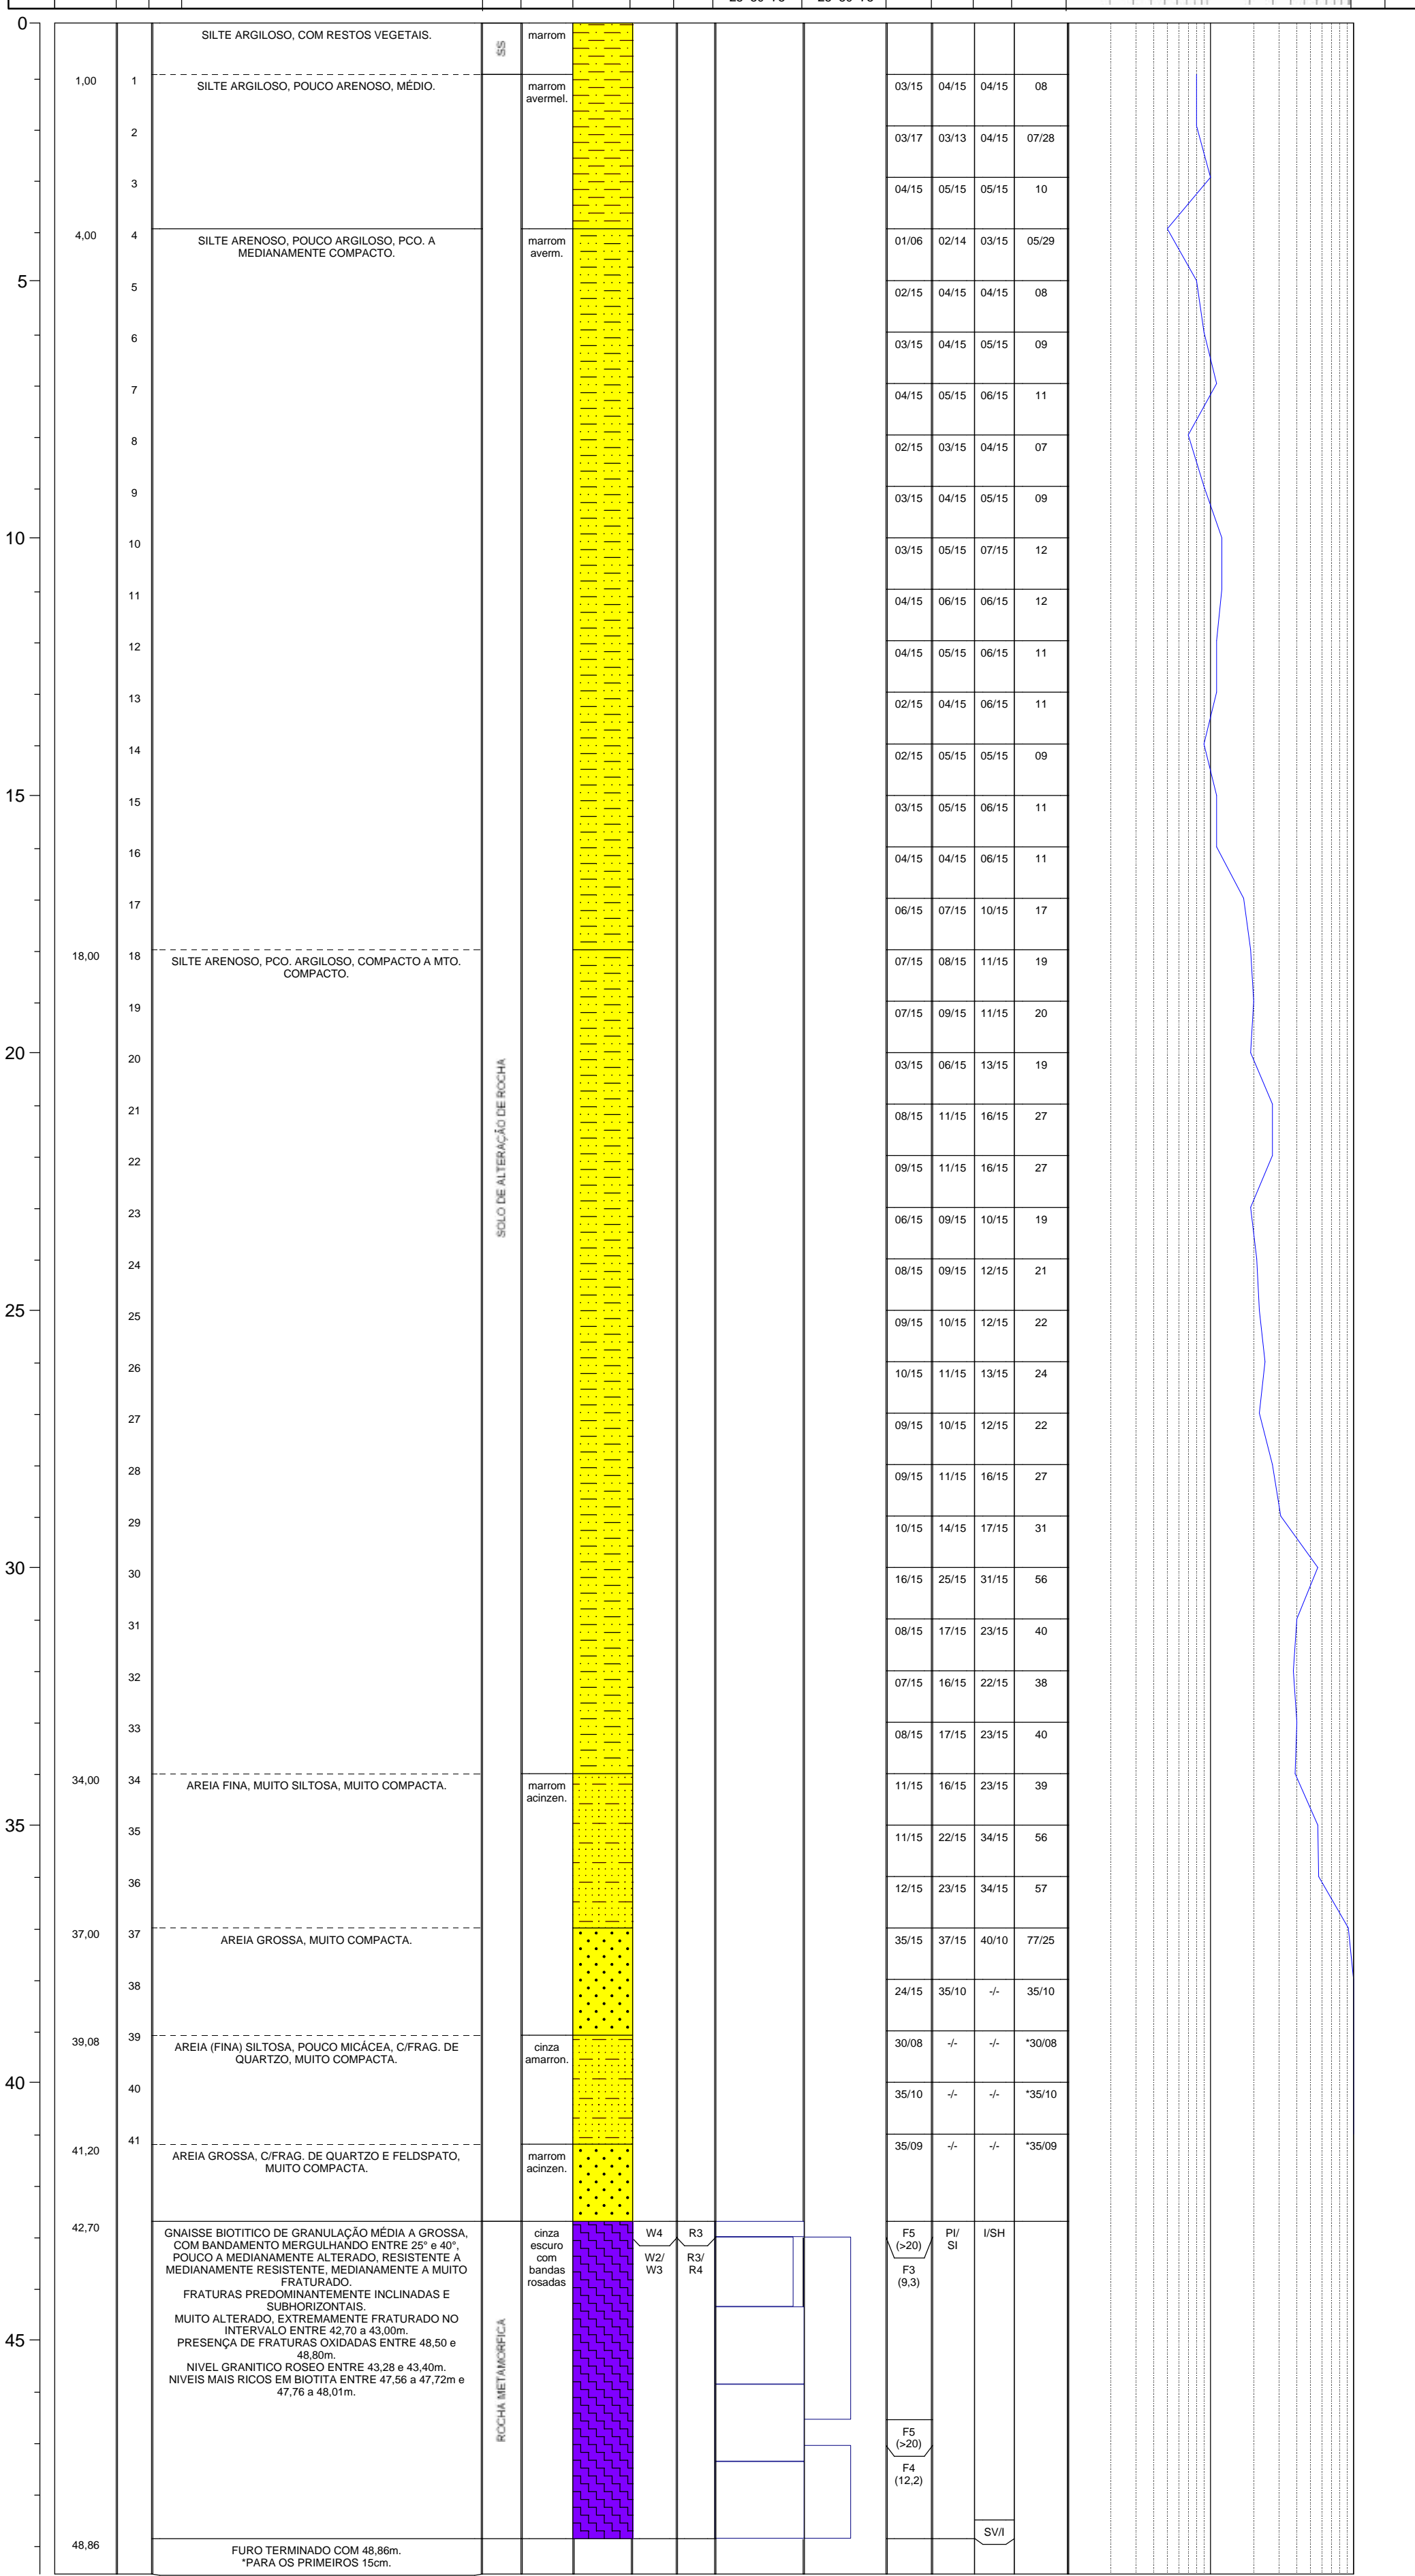 0
SILTE ARGILOSO, COM RESTOS VEGETAIS.
SS
marrom
1,00 1 SILTE ARGILOSO, POUCO ARENOSO, MÉDIO. marrom 03/15 04/15 04/15 08
avermel.
2 03/17 03/13 04/15 07/28
3 04/15 05/15 05/15 10
4,00 4 SILTE ARENOSO, POUCO ARGILOSO, PCO. A marrom 01/06 02/14 03/15 05/29
MEDIANAMENTE COMPACTO. averm.
5
5 02/15 04/15 04/15 08
6 03/15 04/15 05/15 09
7 04/15 05/15 06/15 11
8 02/15 03/15 04/15 07
9 03/15 04/15 05/15 09
10
10 03/15 05/15 07/15 12
11 04/15 06/15 06/15 12
12 04/15 05/15 06/15 11
13 02/15 04/15 06/15 11
14 02/15 05/15 05/15 09
15
15 03/15 05/15 06/15 11
16 04/15 04/15 06/15 11
17 06/15 07/15 10/15 17
18,00 18 SILTE ARENOSO, PCO. ARGILOSO, COMPACTO A MTO. 07/15 08/15 11/15 19
COMPACTO.
19 07/15 09/15 11/15 20
20
20 03/15 06/15 13/15 19
SOLO DE ALTERAÇÃO DE ROCHA
21 08/15 11/15 16/15 27
22 09/15 11/15 16/15 27
23 06/15 09/15 10/15 19
24 08/15 09/15 12/15 21
25
25 09/15 10/15 12/15 22
26 10/15 11/15 13/15 24
27 09/15 10/15 12/15 22
28 09/15 11/15 16/15 27
29 10/15 14/15 17/15 31
30
30 16/15 25/15 31/15 56
31 08/15 17/15 23/15 40
32 07/15 16/15 22/15 38
33 08/15 17/15 23/15 40
34,00 34 AREIA FINA, MUITO SILTOSA, MUITO COMPACTA. marrom 11/15 16/15 23/15 39
acinzen.
35
35 11/15 22/15 34/15 56
36 12/15 23/15 34/15 57
37,00 37 AREIA GROSSA, MUITO COMPACTA. 35/15 37/15 40/10 77/25
38 24/15 35/10 -/- 35/10
39,08 39 AREIA (FINA) SILTOSA, POUCO MICÁCEA, C/FRAG. DE cinza 30/08 -/- -/- *30/08
QUARTZO, MUITO COMPACTA. amarron.
40
40 35/10 -/- -/- *35/10
41,20 41 AREIA GROSSA, C/FRAG. DE QUARTZO E FELDSPATO, marrom 35/09 -/- -/- *35/09
MUITO COMPACTA. acinzen.
42,70 GNAISSE BIOTITICO DE GRANULAÇÃO MÉDIA A GROSSA, cinza W4 R3 F5 PI/ I/SH
COM BANDAMENTO MERGULHANDO ENTRE 25° e 40°, escuro (>20) SI
POUCO A MEDIANAMENTE ALTERADO, RESISTENTE A com W2/ R3/ F3
MEDIANAMENTE RESISTENTE, MEDIANAMENTE A MUITO bandas W3 R4 (9,3)
FRATURADO. rosadas
FRATURAS PREDOMINANTEMENTE INCLINADAS E
SUBHORIZONTAIS.
MUITO ALTERADO, EXTREMAMENTE FRATURADO NO
INTERVALO ENTRE 42,70 a 43,00m.
45
PRESENÇA DE FRATURAS OXIDADAS ENTRE 48,50 e
48,80m.
NIVEL GRANITICO ROSEO ENTRE 43,28 e 43,40m.
NIVEIS MAIS RICOS EM BIOTITA ENTRE 47,56 a 47,72m e
47,76 a 48,01m.
ROCHA METAMORFICA
F5
(>20)
F4
(12,2)
SV/I
48,86 FURO TERMINADO COM 48,86m.
*PARA OS PRIMEIROS 15cm.